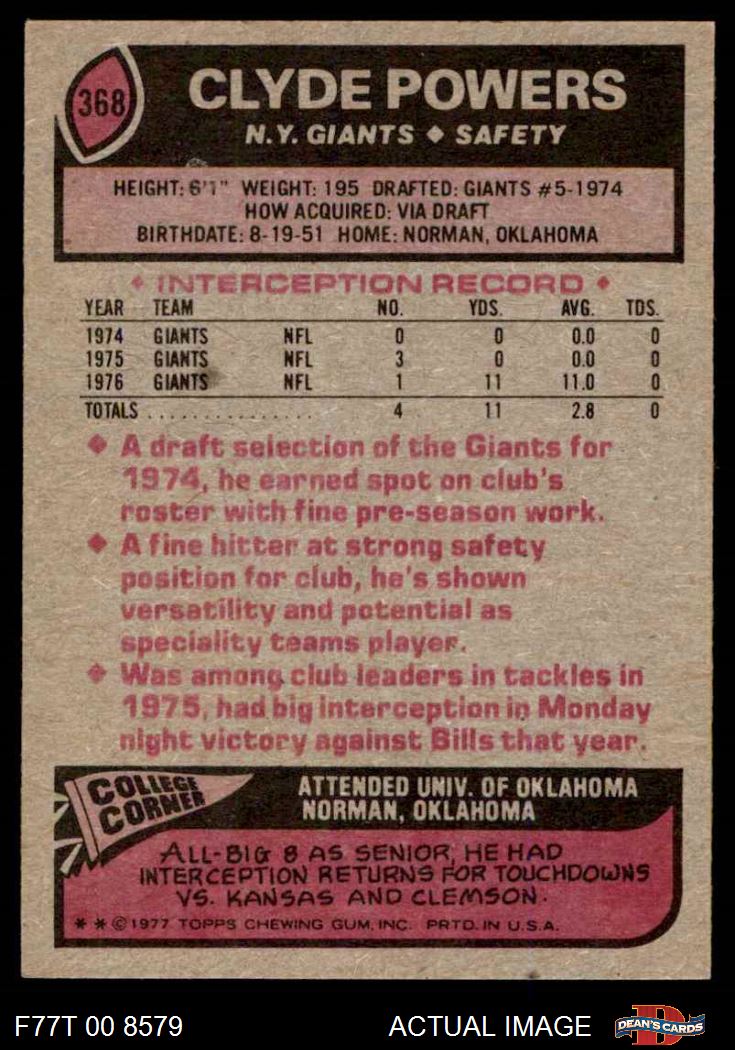 368
CLYDE POWERS
N.Y. GIANTS ♦ SAFETY
HEIGHT: 6'1" WEIGHT: 195 DRAFTED: GIANTS #5-1974
HOW ACQUIRED: VIA DRAFT
BIRTHDATE: 8-19-51 HOME: NORMAN, OKLAHOMA
♦ INTERCEPTION RECORD ♦
YEAR TEAM NO. YDS. AVG. TDS.
1974 GIANTS NFL 0 0 0.0 0
1975 GIANTS NFL 3 0 0.0 0
1976 GIANTS NFL 1 11 11.0 0
TOTALS ............... 4 11 2.8 0
♦ A draft selection of the Giants for
1974, he earned spot on club's
roster with fine pre-season work.
♦ A fine hitter at strong safety
position for club, he's shown
versatility and potential as
speciality teams player.
♦ Was among club leaders in tackles in
1975, had big interception in Monday
night victory against Bills that year.
COLLEGE
CORNER
ATTENDED UNIV. OF OKLAHOMA
NORMAN, OKLAHOMA
ALL-BIG 8 AS SENIOR, HE HAD
INTERCEPTION RETURNS FOR TOUCHDOWNS
VS. KANSAS AND CLEMSON.
* * © 1977 TOPPS CHEWING GUM, INC. PRTD. IN U.S.A.
F77T 00 8579 ACTUAL IMAGE D DEAN'S CARDS